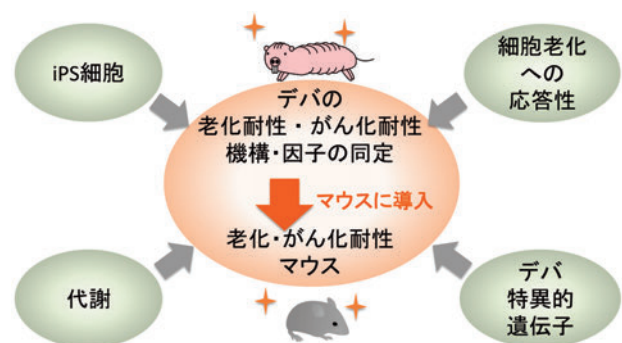 iPS細胞
細胞老化
への
応答性
デバの
老化耐性・がん化耐性
機構・因子の同定
マウスに導入
老化・がん化耐性
マウス
代謝
デバ
特異的
遺伝子